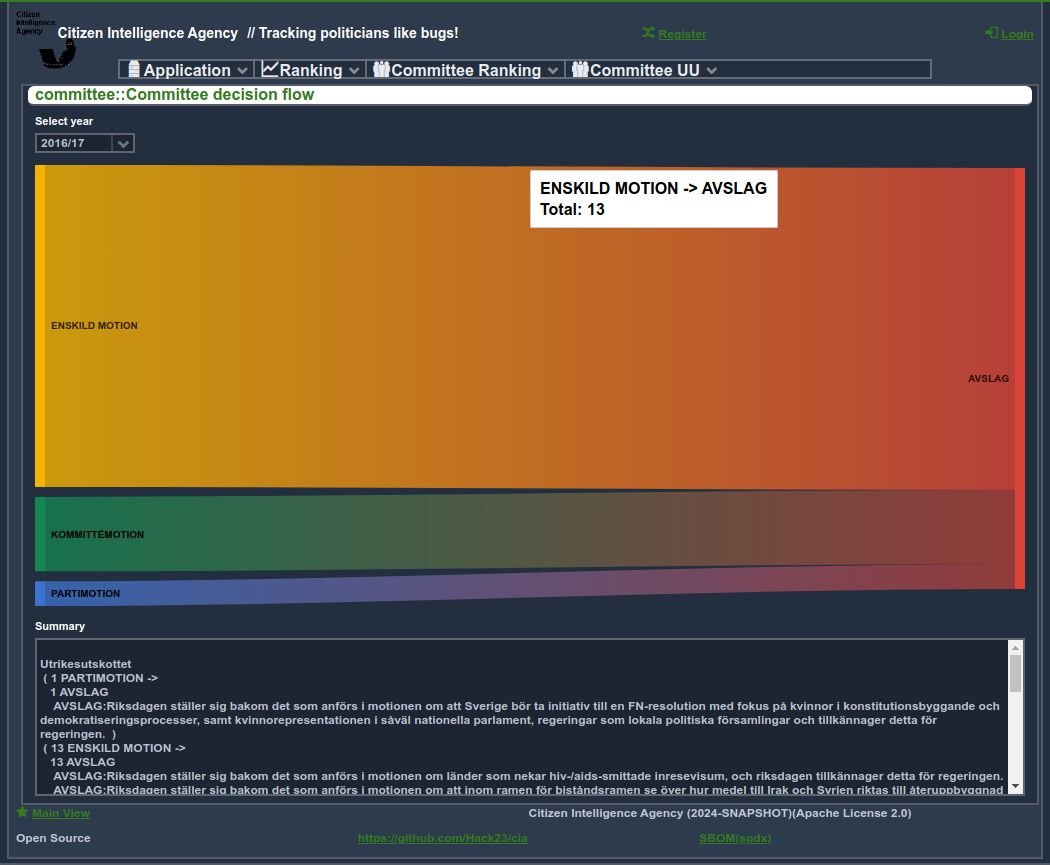 Citizen
Intelligence
Agency
Citizen Intelligence Agency // Tracking politicians like bugs!
Register
Login
Application
Ranking
Committee Ranking
Committee UU
committee::Committee decision flow
Select year
2016/17
ENSKILD MOTION -> AVSLAG
Total: 13
ENSKILD MOTION
AVSLAG
KOMMITTÉMOTION
PARTIMOTION
Summary
Utrikesutskottet
( 1 PARTIMOTION ->
1 AVSLAG
AVSLAG:Riksdagen ställer sig bakom det som anförs i motionen om att Sverige bör ta initiativ till en FN-resolution med fokus på kvinnor i konstitutionsbyggande och
demokratiseringsprocesser, samt kvinnorepresentationen i såväl nationella parlament, regeringar som lokala politiska församlingar och tillkännager detta för
regeringen. )
( 13 ENSKILD MOTION ->
13 AVSLAG
AVSLAG:Riksdagen ställer sig bakom det som anförs i motionen om länder som nekar hiv-/aids-smittade inresevisum, och riksdagen tillkännager detta för regeringen.
AVSLAG:Riksdagen ställer sig bakom det som anförs i motionen om att inom ramen för biståndsramen se över hur medel till Irak och Syrien riktas till återuppbyggnad
Main View
Citizen Intelligence Agency (2024-SNAPSHOT)(Apache License 2.0)
Open Source
https://github.com/Hack23/cia
SBOM(spdx)